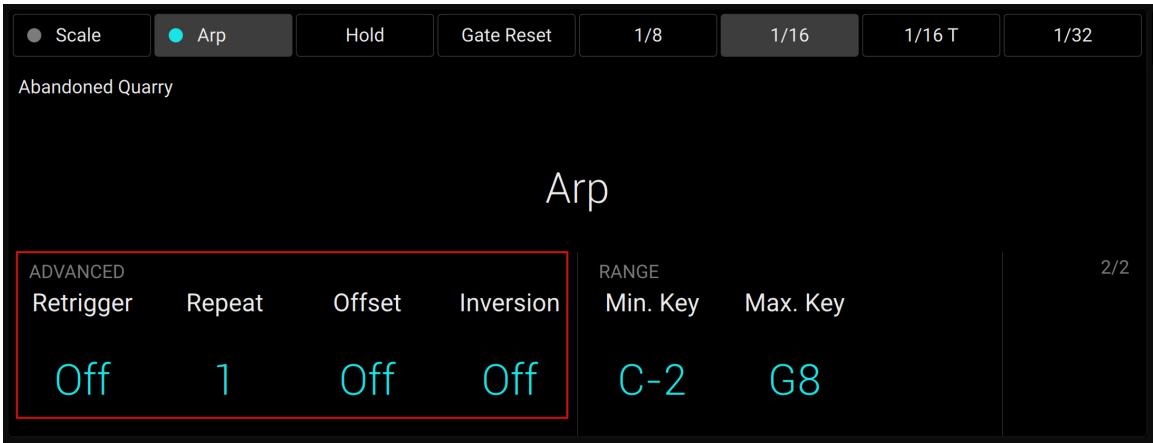 Scale Arp Hold Gate Reset 1/8 1/16 1/16 T 1/32
Abandoned Quarry
Arp
ADVANCED RANGE 2/2
Retrigger Repeat Offset Inversion Min. Key Max. Key
Off 1 Off Off C-2 G8